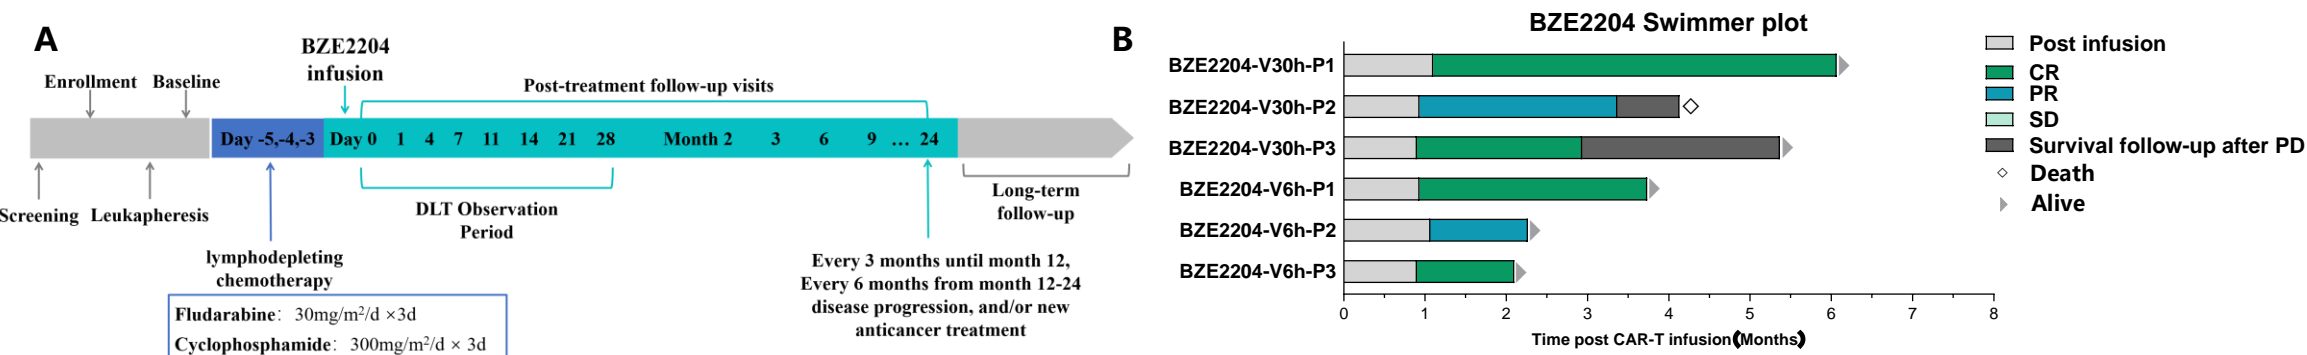 A
BZE2204
infusion
Enrollment
Baseline
Post-treatment follow-up visits
Day -5,-4,-3 Day 0 1 4 7 11 14 21 28 Month 2 3 6 9 … 24
Screening
Leukapheresis
DLT Observation
Period
Long-term
follow-up
lymphodepleting
chemotherapy
Every 3 months until month 12,
Every 6 months from month 12-24
disease progression, and/or new
anticancer treatment
Fludarabine: 30mg/m²/d ×3d
Cyclophosphamide: 300mg/m²/d × 3d
B
BZE2204 Swimmer plot
BZE2204-V30h-P1
BZE2204-V30h-P2
BZE2204-V30h-P3
BZE2204-V6h-P1
BZE2204-V6h-P2
BZE2204-V6h-P3
0 1 2 3 4 5 6 7 8
Time post CAR-T infusion(Months)
Post infusion
CR
PR
SD
Survival follow-up after PD
Death
Alive